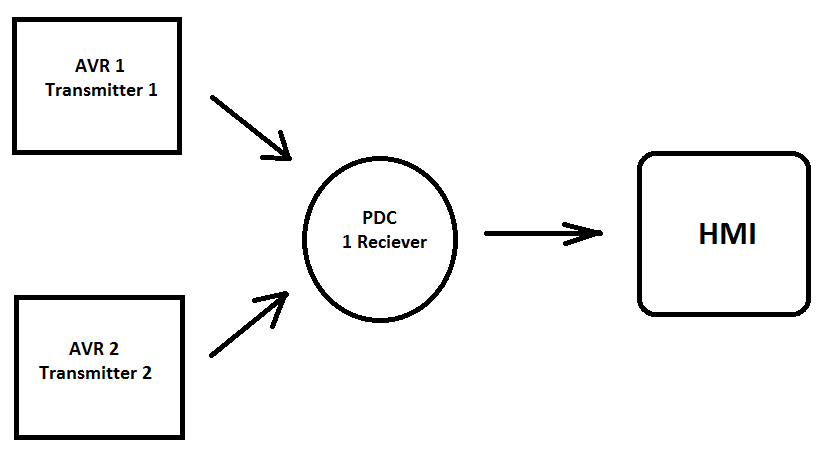 AVR 1
Transmitter 1
PDC
1 Reciever
HMI
AVR 2
Transmitter 2